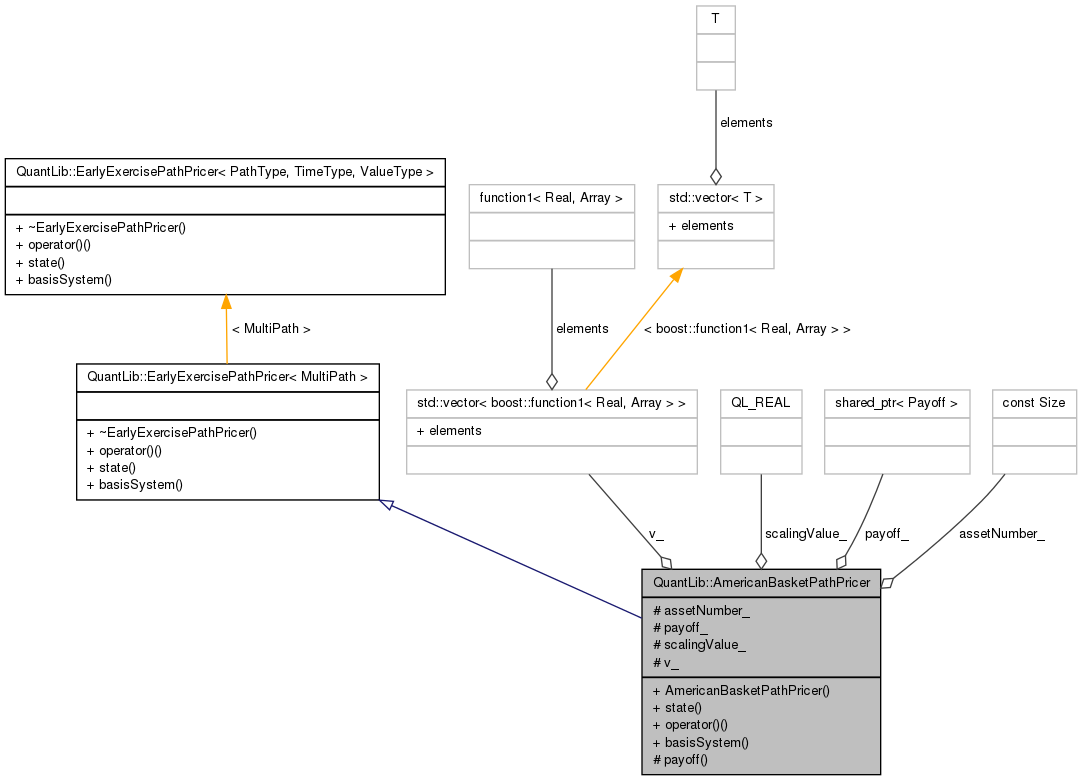 T
elements
QuantLib::EarlyExercisePathPricer< PathType, TimeType, ValueType >
+ ~EarlyExercisePathPricer()
+ operator()()
+ state()
+ basisSystem()
function1< Real, Array >
std::vector< T >
+ elements
< MultiPath >
elements
< boost::function1< Real, Array > >
QuantLib::EarlyExercisePathPricer< MultiPath >
+ ~EarlyExercisePathPricer()
+ operator()()
+ state()
+ basisSystem()
std::vector< boost::function1< Real, Array > >
+ elements
QL_REAL
shared_ptr< Payoff >
const Size
v_
scalingValue_
payoff_
assetNumber_
QuantLib::AmericanBasketPathPricer
# assetNumber_
# payoff_
# scalingValue_
# v_
+ AmericanBasketPathPricer()
+ state()
+ operator()()
+ basisSystem()
# payoff()